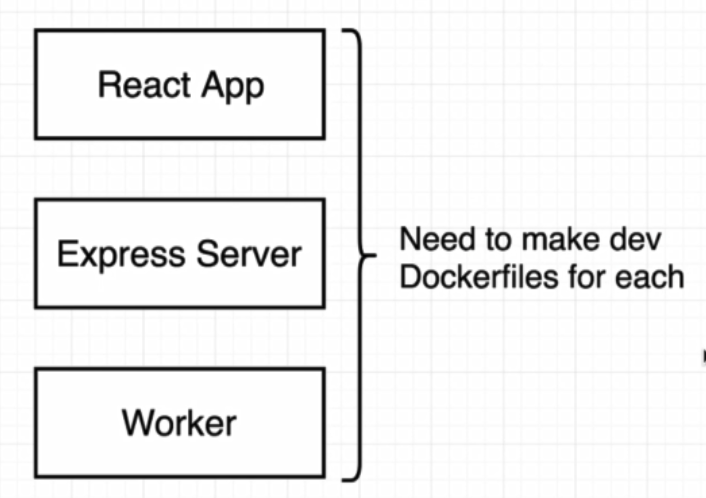 React App
Express Server
Need to make dev
Dockerfiles for each
Worker